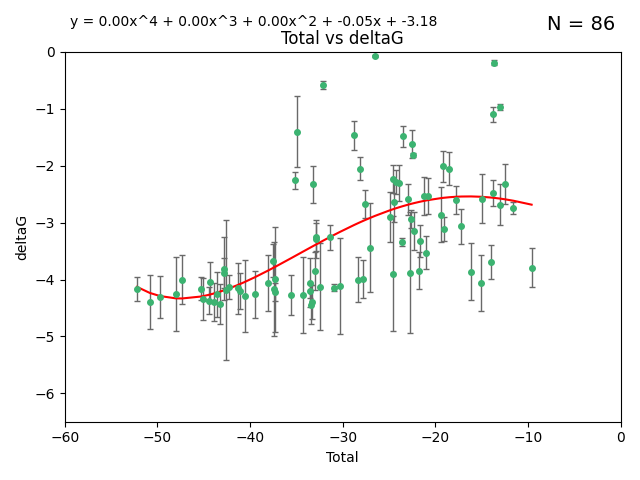 y = 0.00x^4 + 0.00x^3 + 0.00x^2 + -0.05x + -3.18
N = 86
Total vs deltaG
0
−1
−2
−3
−4
−5
−6
deltaG
−60 −50 −40 −30 −20 −10 0
Total